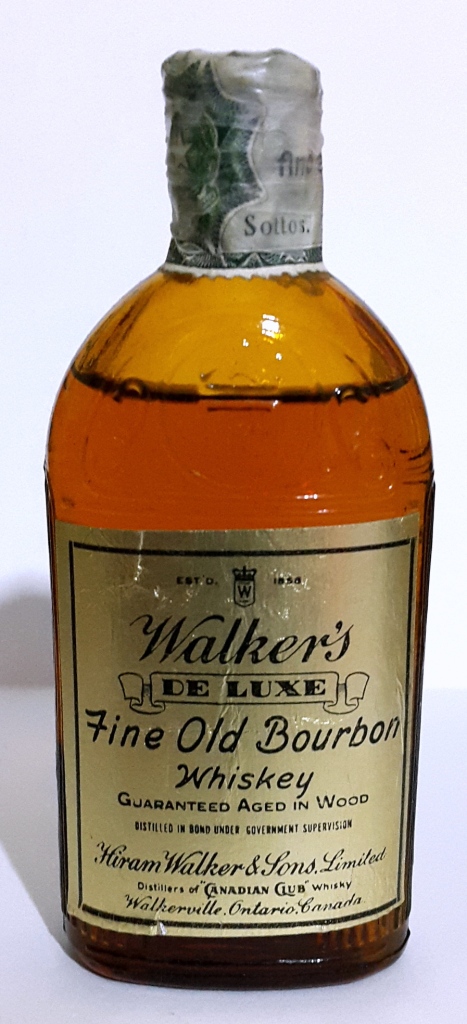 Sottos.
EST'D. 1858
W
Walker's
DE LUXE
Fine Old Bourbon
Whiskey
GUARANTEED AGED IN WOOD
DISTILLED IN BOND UNDER GOVERNMENT SUPERVISION
Hiram Walker & Sons, Limited
Distillers of "CANADIAN CLUB" Whisky
Walkerville, Ontario, Canada.